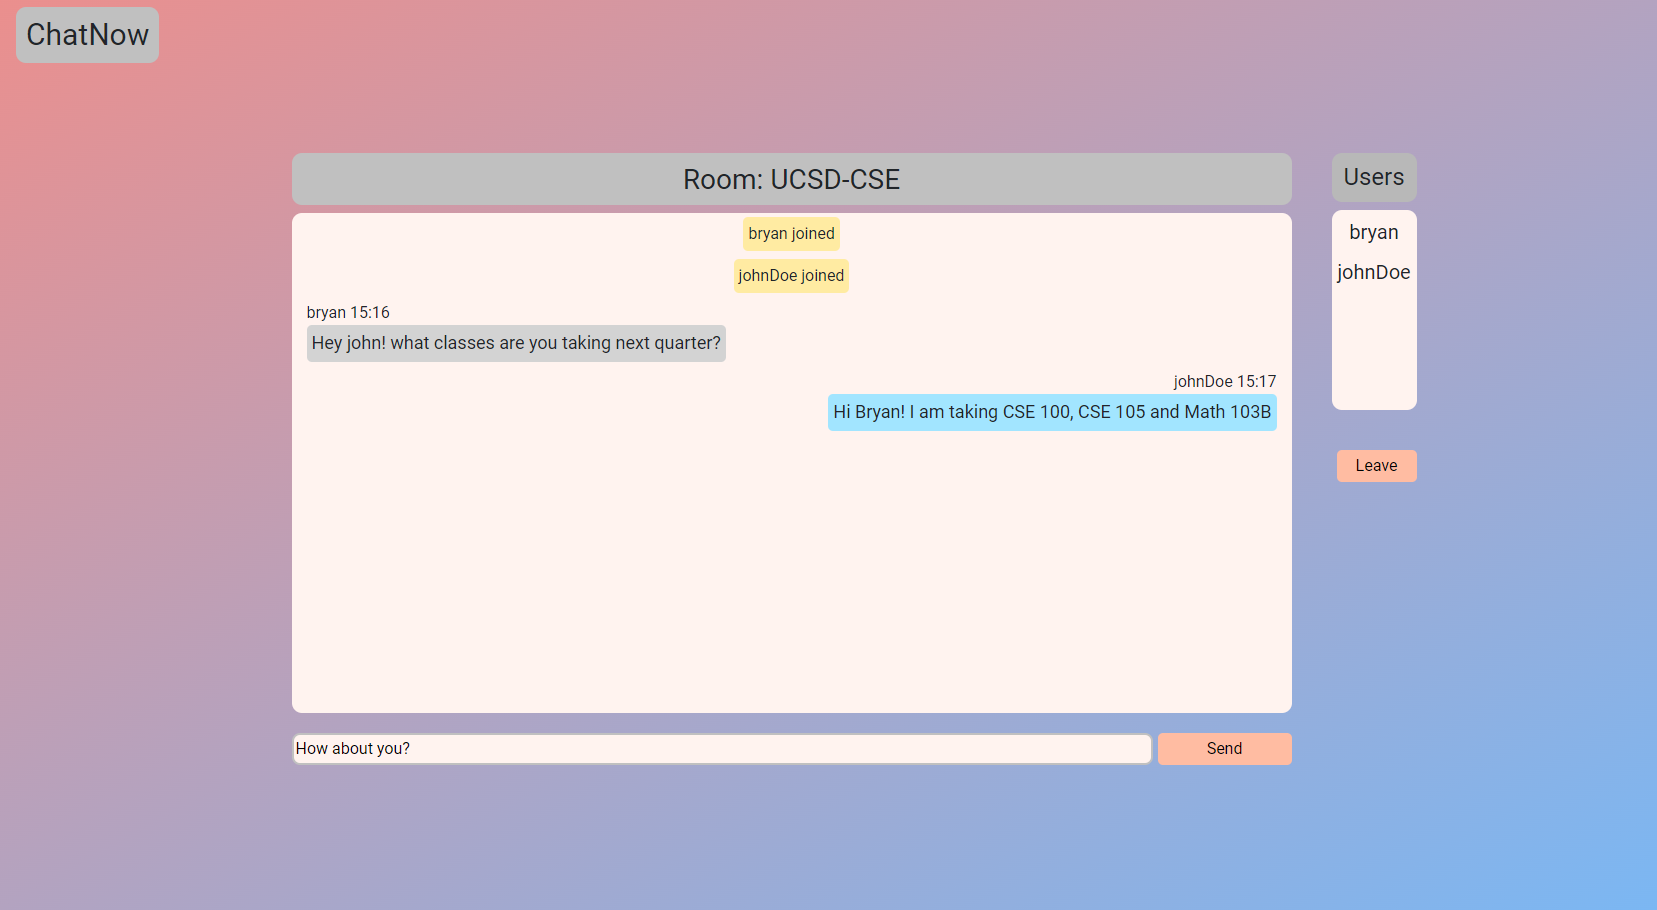 ChatNow
Room: UCSD-CSE
bryan joined
johnDoe joined
bryan 15:16
Hey john! what classes are you taking next quarter?
johnDoe 15:17
Hi Bryan! I am taking CSE 100, CSE 105 and Math 103B
How about you?
Send
Users
bryan
johnDoe
Leave